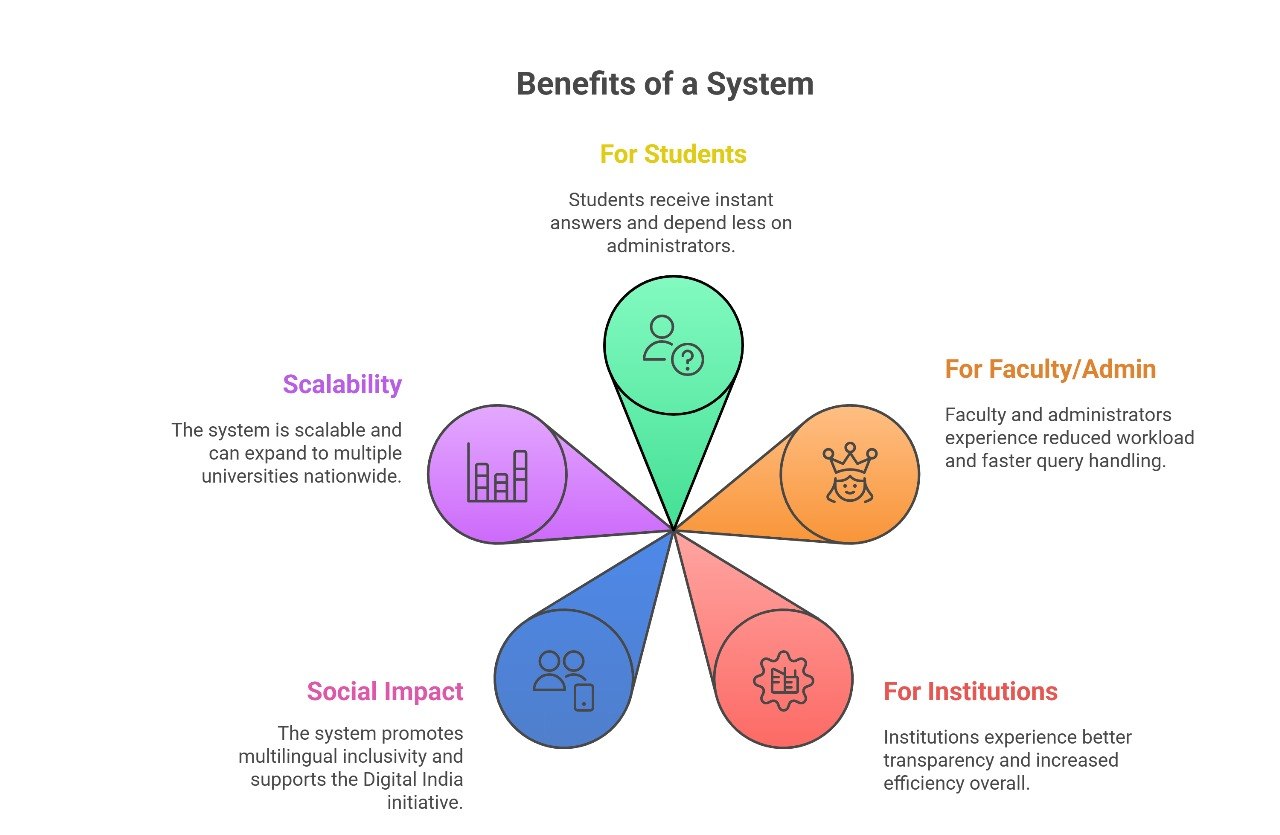 Benefits of a System
For Students
Students receive instant
answers and depend less on
administrators.
For Faculty/Admin
Faculty and administrators
experience reduced workload
and faster query handling.
Scalability
The system is scalable and
can expand to multiple
universities nationwide.
?
Social Impact
The system promotes
multilingual inclusivity and
supports the Digital India
initiative.
For Institutions
Institutions experience better
transparency and increased
efficiency overall.